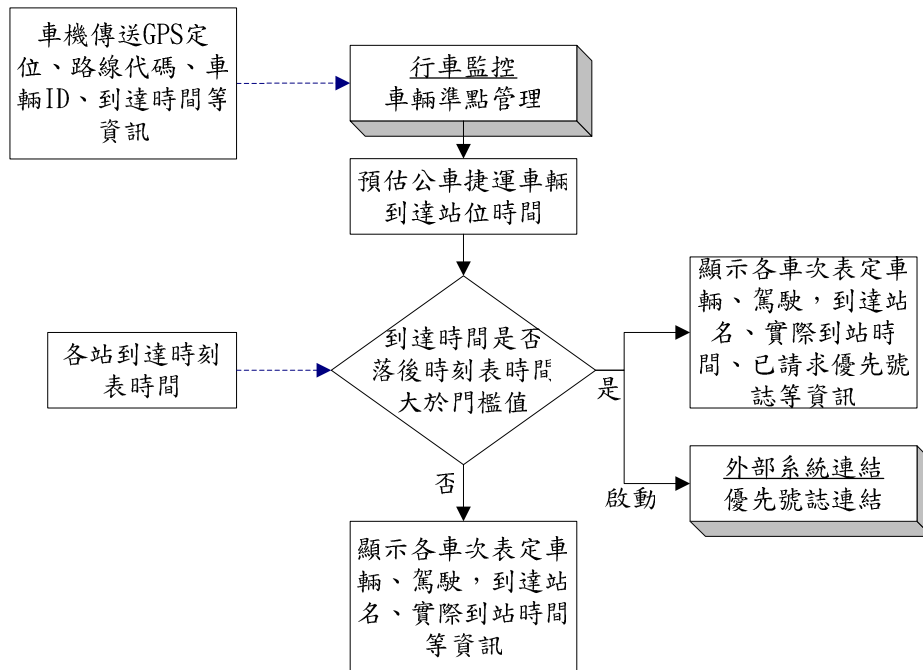 車機傳送GPS定
位、路線代碼、車
輛ID、到達時間等
資訊
行車監控
車輛準點管理
預估公車捷運車輛
到達站位時間
各站到達時刻
表時間
到達時間是否
落後時刻表時間
大於門檻值
是
顯示各車次表定車
輛、駕駛，到達站
名、實際到站時
間、已請求優先號
誌等資訊
啟動
外部系統連結
優先號誌連結
否
顯示各車次表定車
輛、駕駛，到達站
名、實際到站時間
等資訊